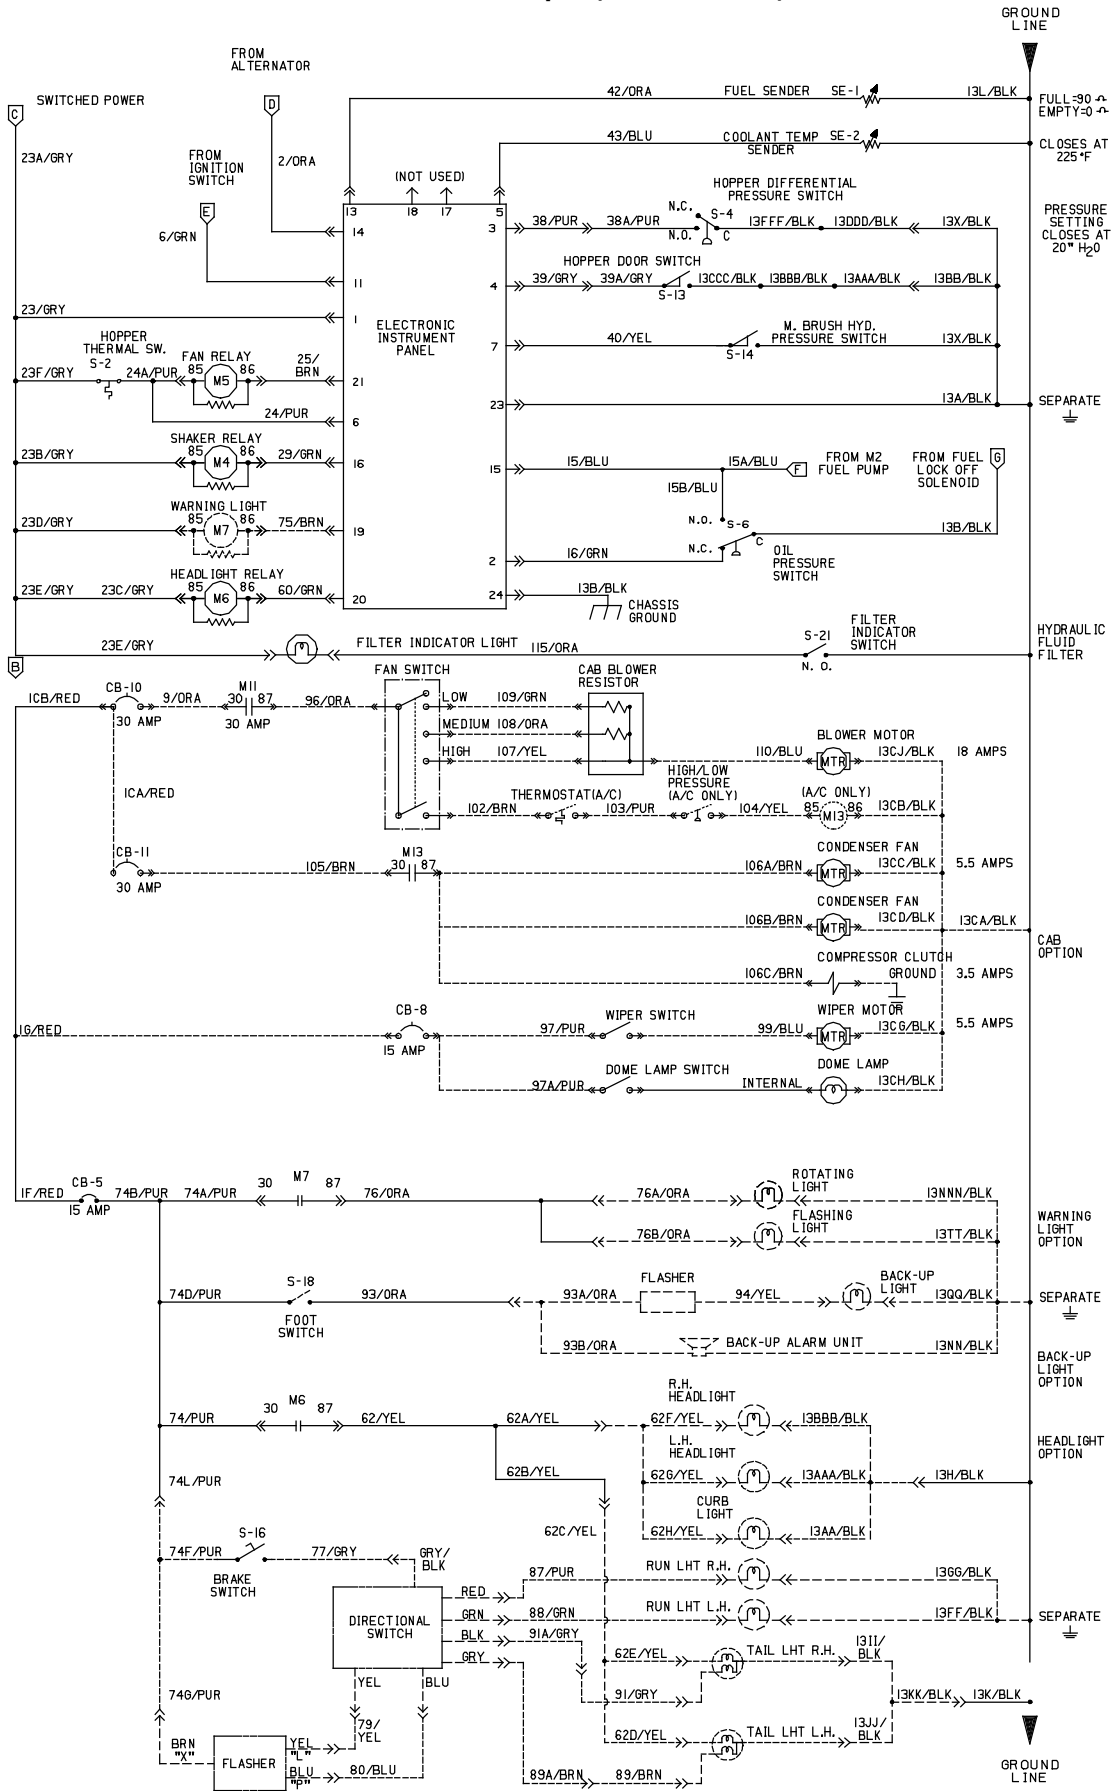 GROUND
LINE
FROM
ALTERNATOR
C
SWITCHED POWER
D
42/ORA
FUEL SENDER
SE-1
13L/BLK
FULL=90 Ω
EMPTY=0 Ω
23A/GRY
2/ORA
43/BLU
COOLANT TEMP
SENDER
SE-2
CLOSES AT
225°F
FROM
IGNITION
SWITCH
E
6/GRN
(NOT USED)
13
18
17
5
14
11
1
21
6
16
19
20
3
4
7
23
15
2
24
ELECTRONIC
INSTRUMENT
PANEL
HOPPER DIFFERENTIAL
PRESSURE SWITCH
N.C.
S-4
N.O.
C
38/PUR
38A/PUR
13FFF/BLK
13DDD/BLK
13X/BLK
PRESSURE
SETTING
CLOSES AT
20" H2O
HOPPER DOOR SWITCH
39/GRY
39A/GRY
S-13
13CCC/BLK
13BBB/BLK
13AAA/BLK
13BB/BLK
23/GRY
40/YEL
S-14
M. BRUSH HYD.
PRESSURE SWITCH
13X/BLK
HOPPER
THERMAL SW.
S-2
23F/GRY
24A/PUR
FAN RELAY
85
M5
86
25/
BRN
24/PUR
13A/BLK
SEPARATE
SHAKER RELAY
23B/GRY
85
M4
86
29/GRN
15/BLU
15A/BLU
F
FROM M2
FUEL PUMP
FROM FUEL
LOCK OFF
SOLENOID
G
15B/BLU
WARNING LIGHT
23D/GRY
85
M7
86
75/BRN
N.O.
S-6
N.C.
C
13B/BLK
16/GRN
OIL
PRESSURE
SWITCH
HEADLIGHT RELAY
23E/GRY
23C/GRY
85
M6
86
60/GRN
13B/BLK
CHASSIS
GROUND
23E/GRY
FILTER INDICATOR LIGHT
115/ORA
S-21
N. O.
FILTER
INDICATOR
SWITCH
HYDRAULIC
FLUID
FILTER
B
1CB/RED
CB-10
30 AMP
9/ORA
M11
30
87
30 AMP
96/ORA
FAN SWITCH
LOW
109/GRN
CAB BLOWER
RESISTOR
MEDIUM
108/ORA
HIGH
107/YEL
110/BLU
BLOWER MOTOR
MTR
13CJ/BLK
18 AMPS
102/BRN
THERMOSTAT(A/C)
103/PUR
HIGH/LOW
PRESSURE
(A/C ONLY)
104/YEL
(A/C ONLY)
85
M13
86
13CB/BLK
1CA/RED
CB-11
30 AMP
105/BRN
M13
30
87
106A/BRN
CONDENSER FAN
MTR
13CC/BLK
5.5 AMPS
106B/BRN
CONDENSER FAN
MTR
13CD/BLK
13CA/BLK
CAB
OPTION
106C/BRN
COMPRESSOR CLUTCH
GROUND
3.5 AMPS
1G/RED
CB-8
15 AMP
97/PUR
WIPER SWITCH
99/BLU
WIPER MOTOR
MTR
13CG/BLK
5.5 AMPS
97A/PUR
DOME LAMP SWITCH
INTERNAL
DOME LAMP
13CH/BLK
1F/RED
CB-5
15 AMP
74B/PUR
74A/PUR
30
M7
87
76/ORA
76A/ORA
ROTATING
LIGHT
13NNN/BLK
76B/ORA
FLASHING
LIGHT
13TT/BLK
WARNING
LIGHT
OPTION
74D/PUR
S-18
FOOT
SWITCH
93/ORA
93A/ORA
FLASHER
94/YEL
BACK-UP
LIGHT
13QQ/BLK
SEPARATE
93B/ORA
BACK-UP ALARM UNIT
13NN/BLK
BACK-UP
LIGHT
OPTION
74/PUR
30
M6
87
62/YEL
62A/YEL
R.H.
HEADLIGHT
62F/YEL
13BBB/BLK
HEADLIGHT
OPTION
62B/YEL
L.H.
HEADLIGHT
62G/YEL
13AAA/BLK
13H/BLK
74L/PUR
62C/YEL
CURB
LIGHT
62H/YEL
13AA/BLK
74F/PUR
S-16
BRAKE
SWITCH
77/GRY
GRY/
BLK
DIRECTIONAL
SWITCH
RED
87/PUR
RUN LHT R.H.
13GG/BLK
GRN
88/GRN
RUN LHT L.H.
13FF/BLK
SEPARATE
BLK
91A/GRY
GRY
62E/YEL
TAIL LHT R.H.
13II/
BLK
91/GRY
13KK/BLK
13K/BLK
YEL
BLU
74G/PUR
79/
YEL
62D/YEL
TAIL LHT L.H.
13JJ/
BLK
BRN
"X"
FLASHER
YEL
"L"
BLU
"P"
80/BLU
89A/BRN
89/BRN
GROUND
LINE